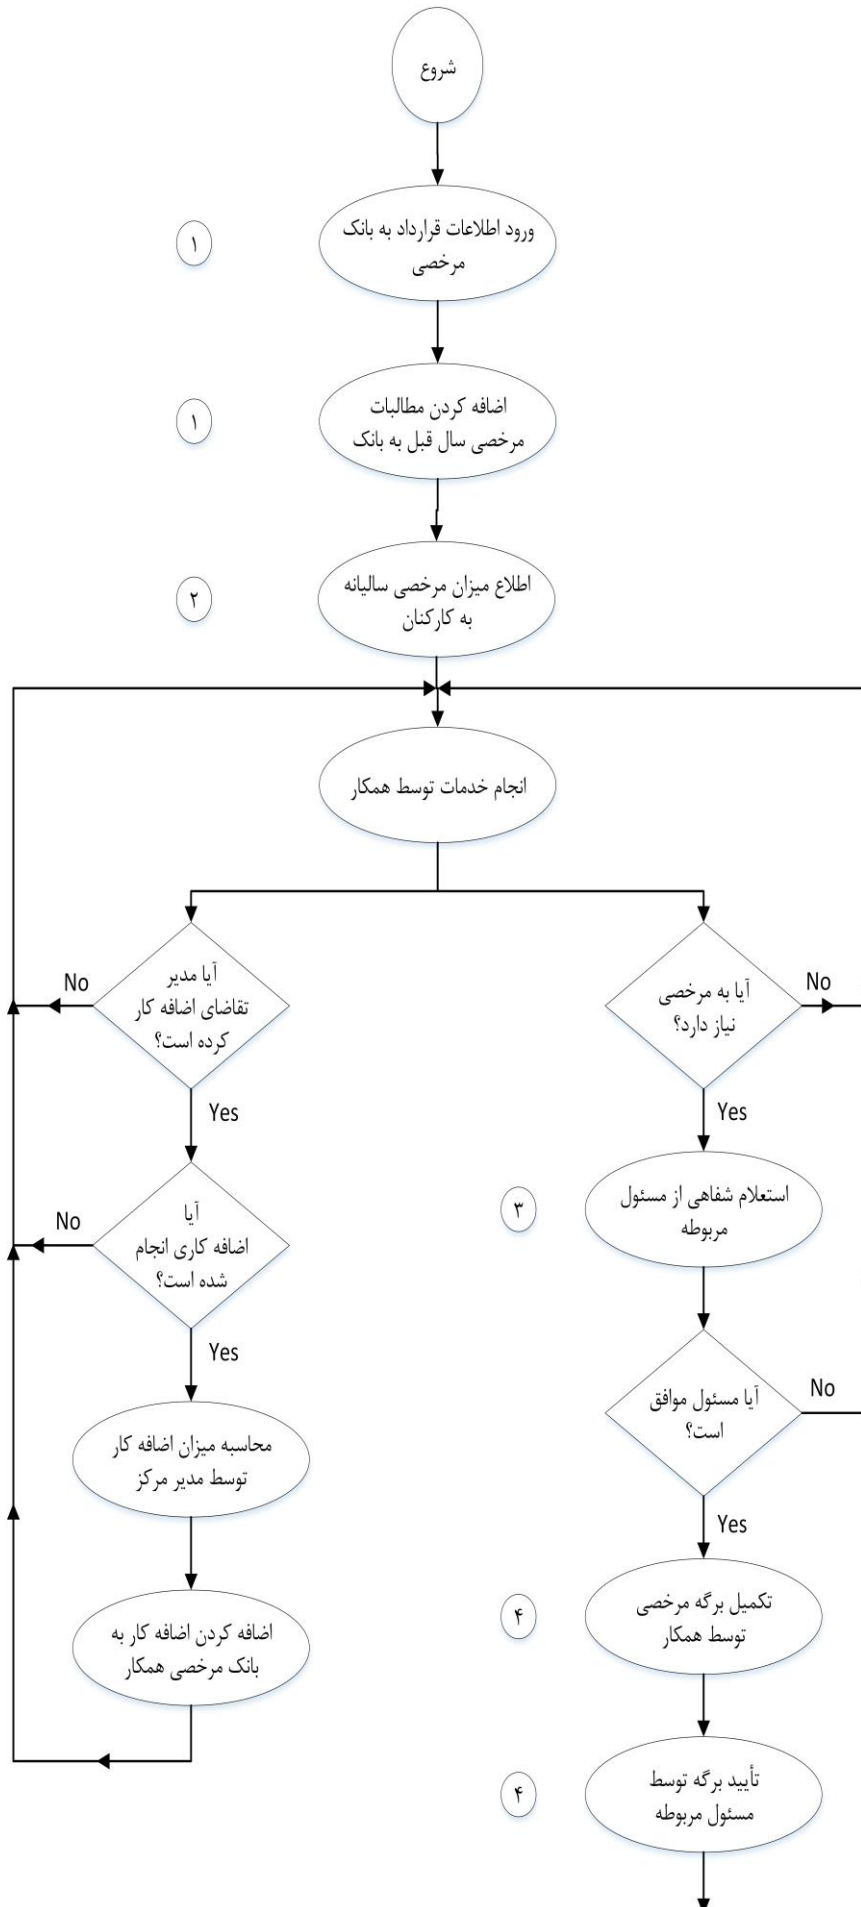 شروع
۱
ورود اطلاعات قرارداد به بانک
مرخصی
۱
اضافه کردن مطالبات
مرخصی سال قبل به بانک
۲
اطلاع میزان مرخصی سالیانه
به کارکنان
انجام خدمات توسط همکار
آیا مدیر
تقاضای اضافه کار
کرده است؟
No
Yes
آیا
اضافه کاری انجام
شده است؟
No
Yes
محاسبه میزان اضافه کار
توسط مدیر مرکز
اضافه کردن اضافه کار به
بانک مرخصی همکار
آیا به مرخصی
نیاز دارد؟
No
Yes
۳
استعلام شفاهی از مسئول
مربوطه
آیا مسئول موافق
است؟
No
Yes
۴
تکمیل برگه مرخصی
توسط همکار
۴
تأیید برگه توسط
مسئول مربوطه